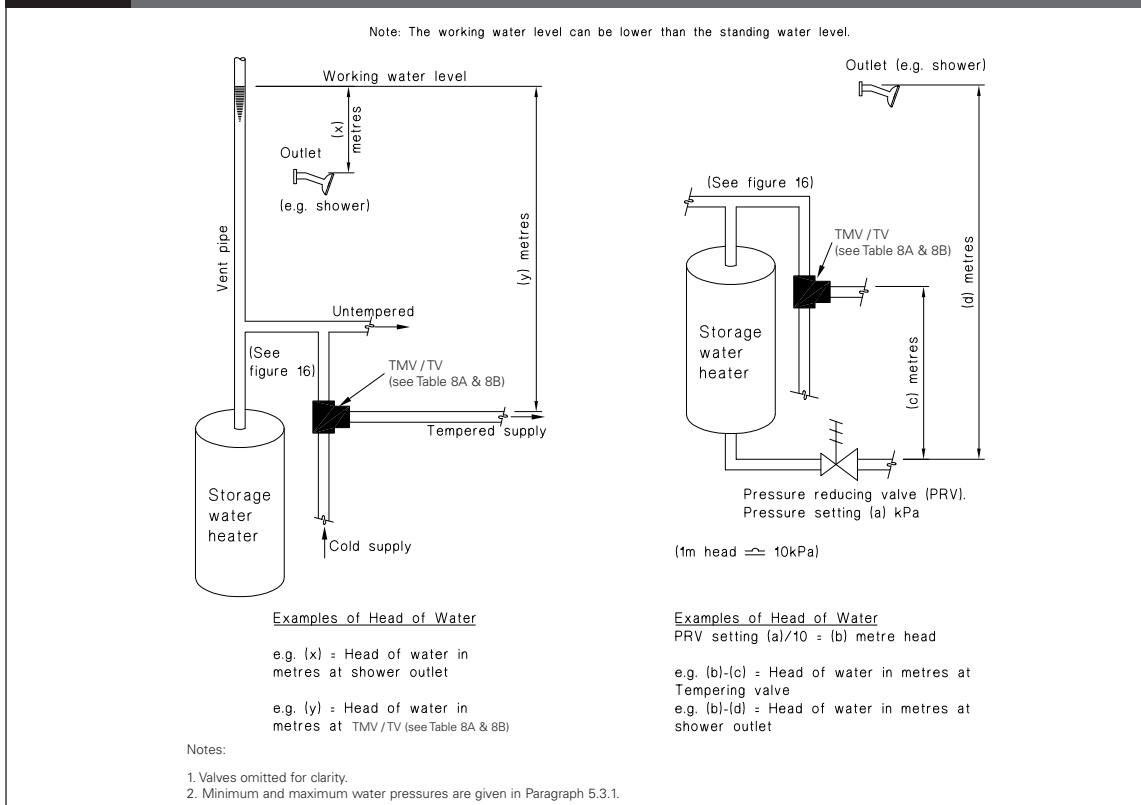 Note: The working water level can be lower than the standing water level.
Working water level
(x)
metres
Outlet
(e.g. shower)
(y) metres
Vent pipe
Untempered
(See
figure 16)
TMV / TV
(see Table 8A & 8B)
Tempered supply
Storage
water
heater
Cold supply
Examples of Head of Water
e.g. (x) = Head of water in
metres at shower outlet
e.g. (y) = Head of water in
metres at TMV / TV (see Table 8A & 8B)
Outlet (e.g. shower)
(See figure 16)
TMV / TV
(see Table 8A & 8B)
(d) metres
Storage
water
heater
(c) metres
Pressure reducing valve (PRV).
Pressure setting (a) kPa
(1m head ≏ 10kPa)
Examples of Head of Water
PRV setting (a)/10 = (b) metre head
e.g. (b)-(c) = Head of water in metres at
Tempering valve
e.g. (b)-(d) = Head of water in metres at
shower outlet
Notes:
1. Valves omitted for clarity.
2. Minimum and maximum water pressures are given in Paragraph 5.3.1.